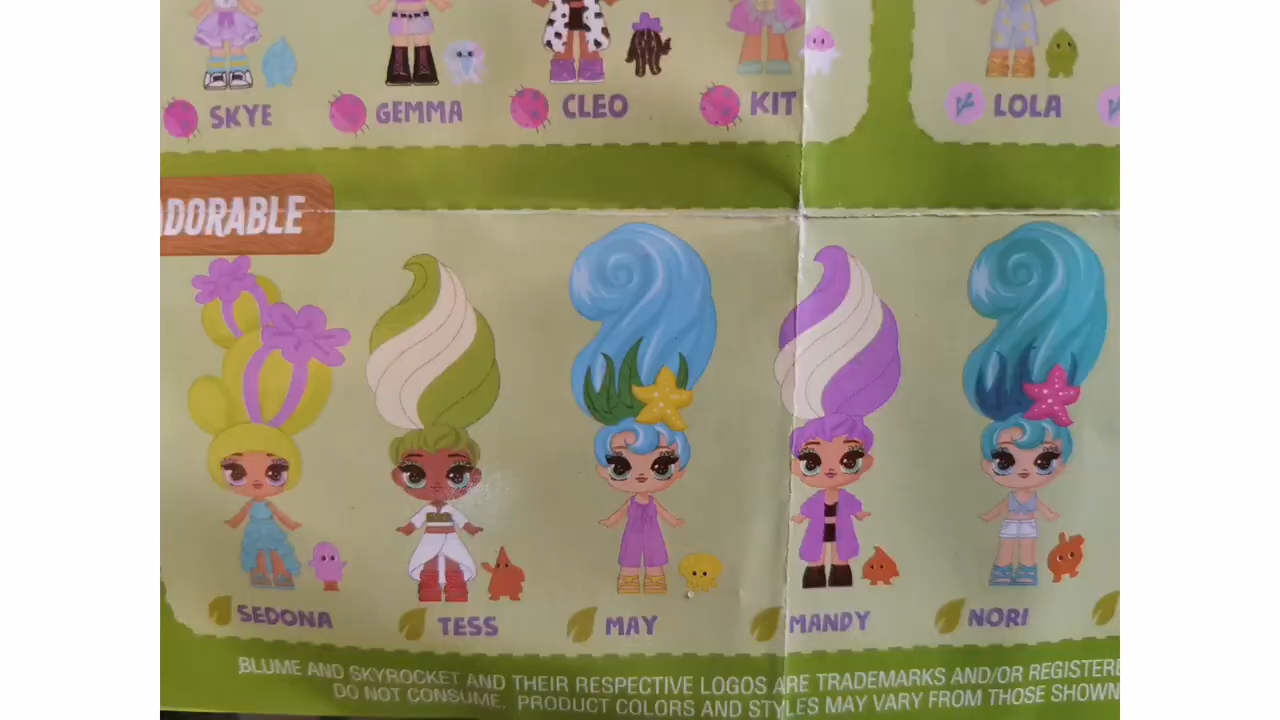 SKYE GEMMA CLEO KIT LOLA
DORABLE
SEDONA TESS MAY MANDY NORI
BLUME AND SKYROCKET AND THEIR RESPECTIVE LOGOS ARE TRADEMARKS AND/OR REGISTERE
DO NOT CONSUME. PRODUCT COLORS AND STYLES MAY VARY FROM THOSE SHOWN